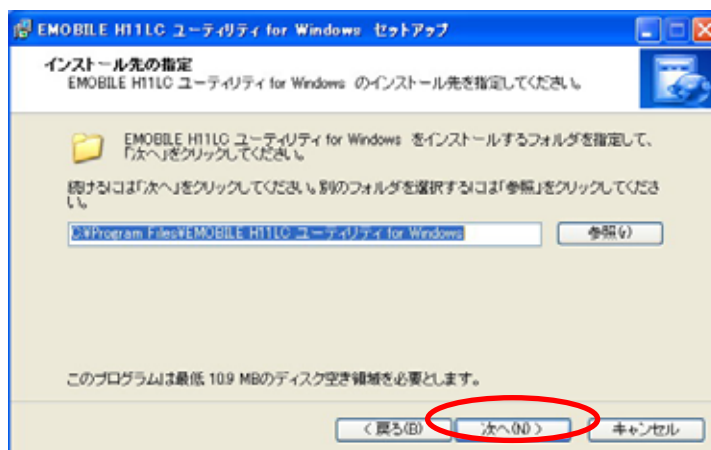 EMOBILE H11LC ユーティリティ for Windows セットアップ
インストール先の指定
EMOBILE H11LC ユーティリティ for Windows のインストール先を指定してください。
EMOBILE H11LC ユーティリティ for Windows をインストールするフォルダを指定して、
「次へ」をクリックしてください。
続けるには「次へ」をクリックしてください。別のフォルダを選択するには「参照」をクリックしてくださ
い。
C:¥Program Files¥EMOBILE H11LC ユーティリティ for Windows
参照(r)
このプログラムは最低 10.9 MBのディスク空き領域を必要とします。
< 戻る(B)
次へ(N) >
キャンセル